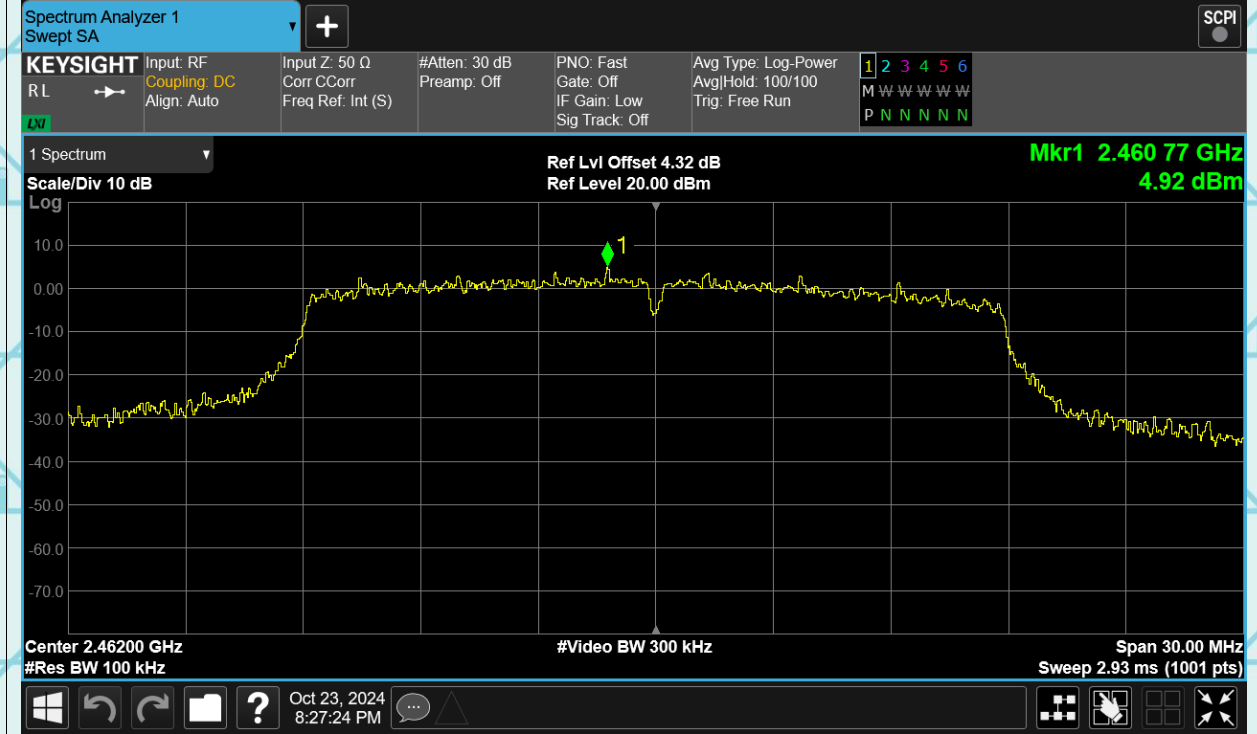 Spectrum Analyzer 1
Swept SA
SCPI
KEYSIGHT
R L
LXI
Input: RF
Coupling: DC
Align: Auto
Input Z: 50 Ω
Corr CCorr
Freq Ref: Int (S)
#Atten: 30 dB
Preamp: Off
PNO: Fast
Gate: Off
IF Gain: Low
Sig Track: Off
Avg Type: Log-Power
Avg|Hold: 100/100
Trig: Free Run
1 2 3 4 5 6
M W W W W W
P N N N N N
1 Spectrum
Scale/Div 10 dB
Log
Ref Lvl Offset 4.32 dB
Ref Level 20.00 dBm
Mkr1 2.460 77 GHz
4.92 dBm
1
10.0
0.00
-10.0
-20.0
-30.0
-40.0
-50.0
-60.0
-70.0
Center 2.46200 GHz
#Res BW 100 kHz
#Video BW 300 kHz
Span 30.00 MHz
Sweep 2.93 ms (1001 pts)
?
Oct 23, 2024
8:27:24 PM